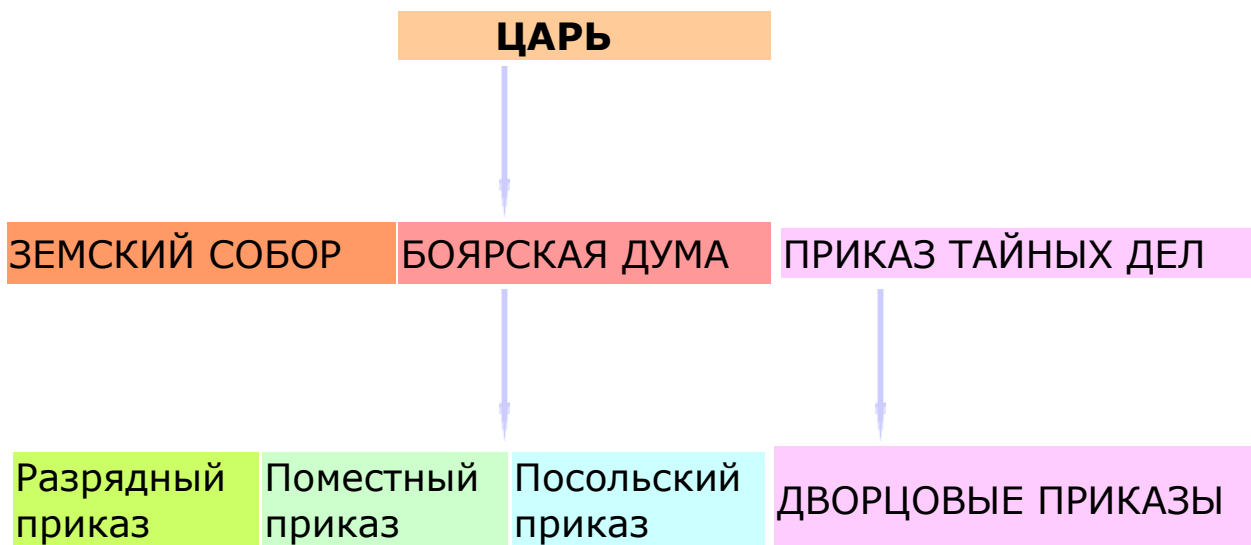 ЦАРЬ
ЗЕМСКИЙ СОБОР
БОЯРСКАЯ ДУМА
ПРИКАЗ ТАЙНЫХ ДЕЛ
Разрядный
приказ
Поместный
приказ
Посольский
приказ
ДВОРЦОВЫЕ ПРИКАЗЫ